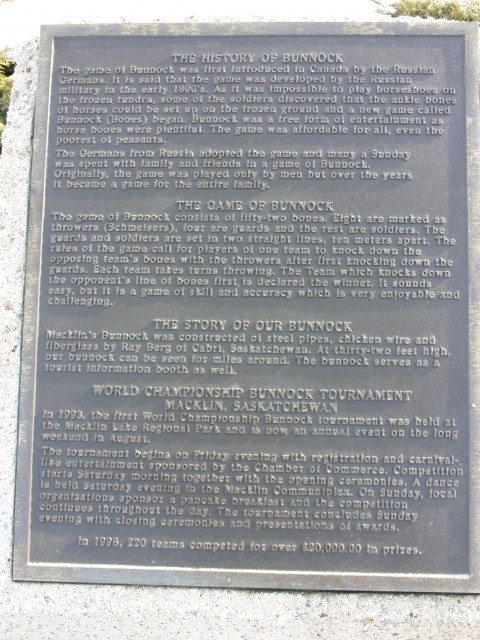 THE HISTORY OF BUNNOCK
The game of Bunnock was first introduced in Canada by the Russian
Germans. It is said that the game was developed by the Russian
military in the early 1800's. As it was impossible to play horseshoes on
the frozen tundra, some of the soldiers discovered that the ankle bones
of horses could be set up on the frozen ground and a new game called
Bunnock (Bones) began. Bunnock was a free form of entertainment as
horse bones were plentiful. The game was affordable for all, even the
poorest of peasants.
The Germans from Russia adopted the game and many a Sunday
was spent with family and friends in a game of Bunnock.
Originally, the game was played only by men but over the years
it became a game for the entire family.
THE GAME OF BUNNOCK
The game of Bunnock consists of fifty-two bones. Eight are marked as
throwers (Schmeisers), four are guards and the rest are soldiers. The
guards and soldiers are set in two straight lines, ten meters apart. The
rules of the game call for players of one team to knock down the
opposing team's bones with the throwers after first knocking down the
guards. Each team takes turns throwing. The Team which knocks down
the opponent's line of bones first is declared the winner. It sounds
easy, but it is a game of skill and accuracy which is very enjoyable and
challenging.
THE STORY OF OUR BUNNOCK
Macklin's Bunnock was constructed of steel pipes, chicken wire and
fiberglass by Ray Berg of Cabri, Saskatchewan. At thirty-two feet high,
our bunnock can be seen for miles around. The bunnock serves as a
tourist information booth as well.
WORLD CHAMPIONSHIP BUNNOCK TOURNAMENT
MACKLIN, SASKATCHEWAN
In 1993, the first World Championship Bunnock tournament was held at
the Macklin Lake Regional Park and is now an annual event on the long
weekend in August.
The tournament begins on Friday evening with registration and carnival-
like entertainment sponsored by the Chamber of Commerce. Competition
starts Saturday morning together with the opening ceremonies. A dance
is held Saturday evening in the Macklin Communiplex. On Sunday, local
organizations sponsor a pancake breakfast and the competition
continues throughout the day. The tournament concludes Sunday
evening with closing ceremonies and presentations of awards.
In 1996, 220 teams competed for over $20,000.00 in prizes.